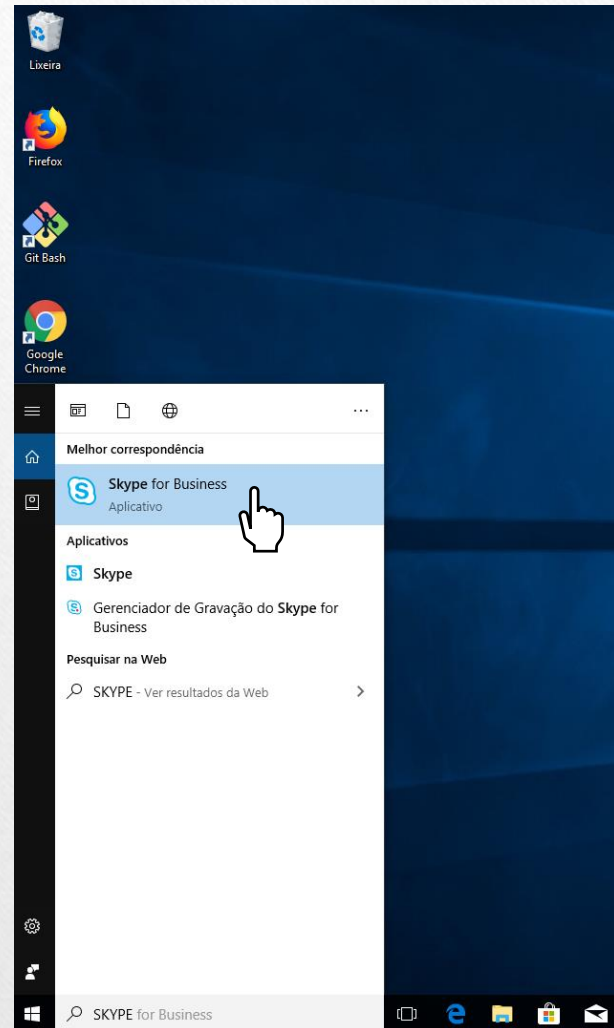 Lixeira
Firefox
Git Bash
Google
Chrome
Melhor correspondência
Skype for Business
Aplicativo
Aplicativos
Skype
Gerenciador de Gravação do Skype for
Business
Pesquisar na Web
SKYPE - Ver resultados da Web
SKYPE for Business